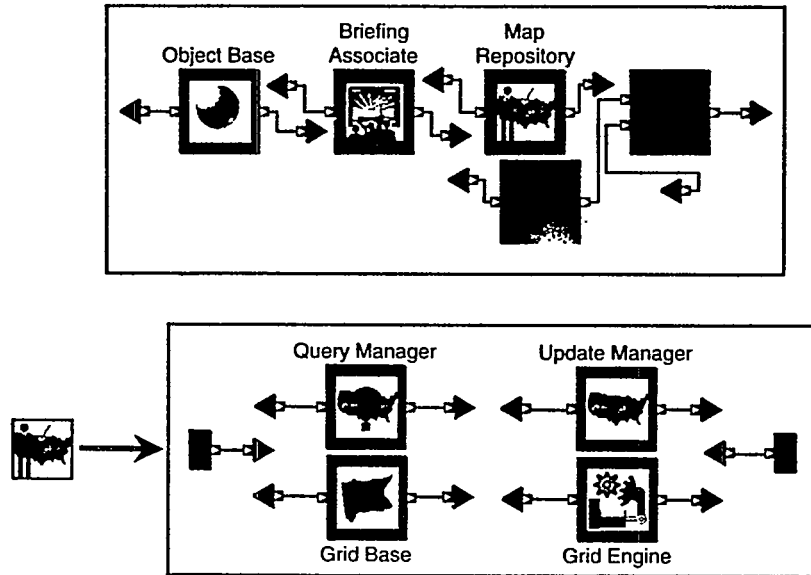 Object Base
Briefing
Associate
Map
Repository
Query Manager
Update Manager
Grid Base
Grid Engine